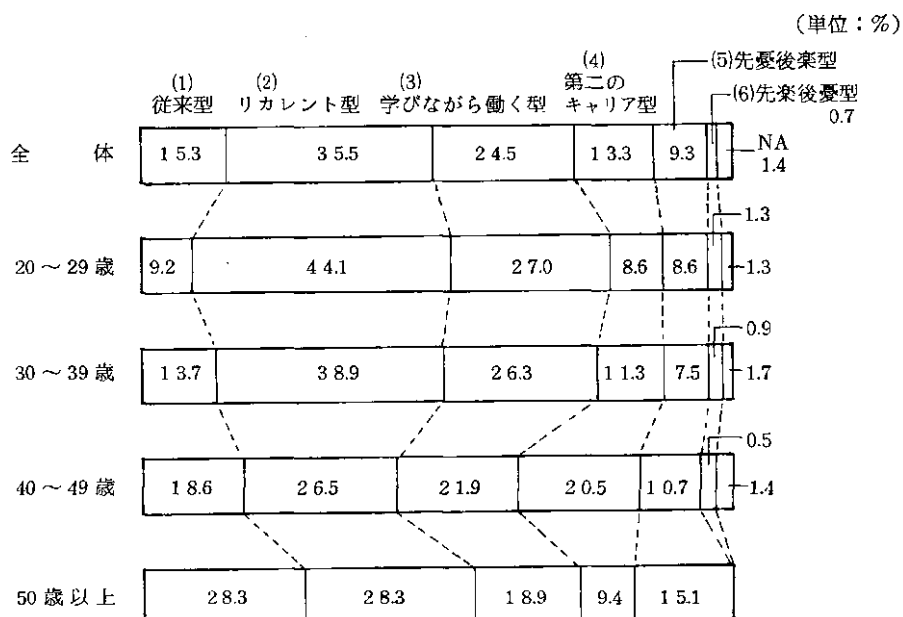 (単位：%)
(1) 従来型
(2) リカレント型
(3) 学びながら働く型
(4) 第二のキャリア型
(5)先憂後楽型
(6)先楽後憂型
0.7
全体 15.3 35.5 24.5 13.3 9.3 NA 1.4
1.3
20～29歳 9.2 44.1 27.0 8.6 8.6 1.3
0.9
30～39歳 13.7 38.9 26.3 11.3 7.5 1.7
0.5
40～49歳 18.6 26.5 21.9 20.5 10.7 1.4
50歳以上 28.3 28.3 18.9 9.4 15.1